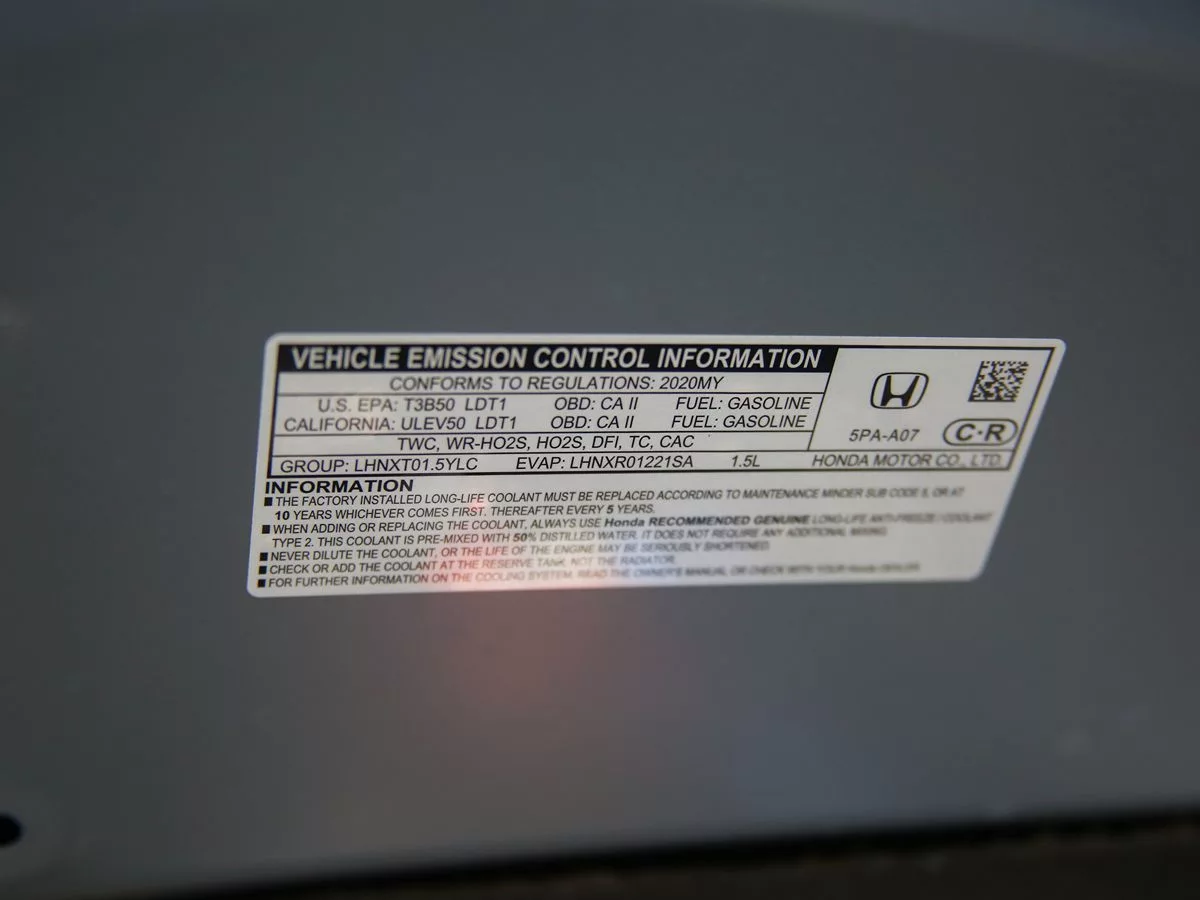 VEHICLE EMISSION CONTROL INFORMATION
CONFORMS TO REGULATIONS: 2020MY
U.S. EPA: T3B50 LDT1 OBD: CA II FUEL: GASOLINE
CALIFORNIA: ULEV50 LDT1 OBD: CA II FUEL: GASOLINE
TWC, WR-HO2S, HO2S, DFI, TC, CAC
5PA-A07 C·R
GROUP: LHNXT01.5YLC EVAP: LHNXR01221SA 1.5L HONDA MOTOR CO., LTD.
INFORMATION
■ THE FACTORY INSTALLED LONG-LIFE COOLANT MUST BE REPLACED ACCORDING TO MAINTENANCE MINDER SUB CODE 5, OR AT
10 YEARS WHICHEVER COMES FIRST. THEREAFTER EVERY 5 YEARS.
■ WHEN ADDING OR REPLACING THE COOLANT, ALWAYS USE Honda RECOMMENDED GENUINE LONG-LIFE ANTI-FREEZE / COOLANT
TYPE 2. THIS COOLANT IS PRE-MIXED WITH 50% DISTILLED WATER. IT DOES NOT REQUIRE ANY ADDITIONAL MIXING.
■ NEVER DILUTE THE COOLANT, OR THE LIFE OF THE ENGINE MAY BE SERIOUSLY SHORTENED.
■ CHECK OR ADD THE COOLANT AT THE RESERVE TANK, NOT THE RADIATOR.
■ FOR FURTHER INFORMATION ON THE COOLING SYSTEM, READ THE OWNER'S MANUAL, OR CHECK WITH YOUR Honda DEALER.